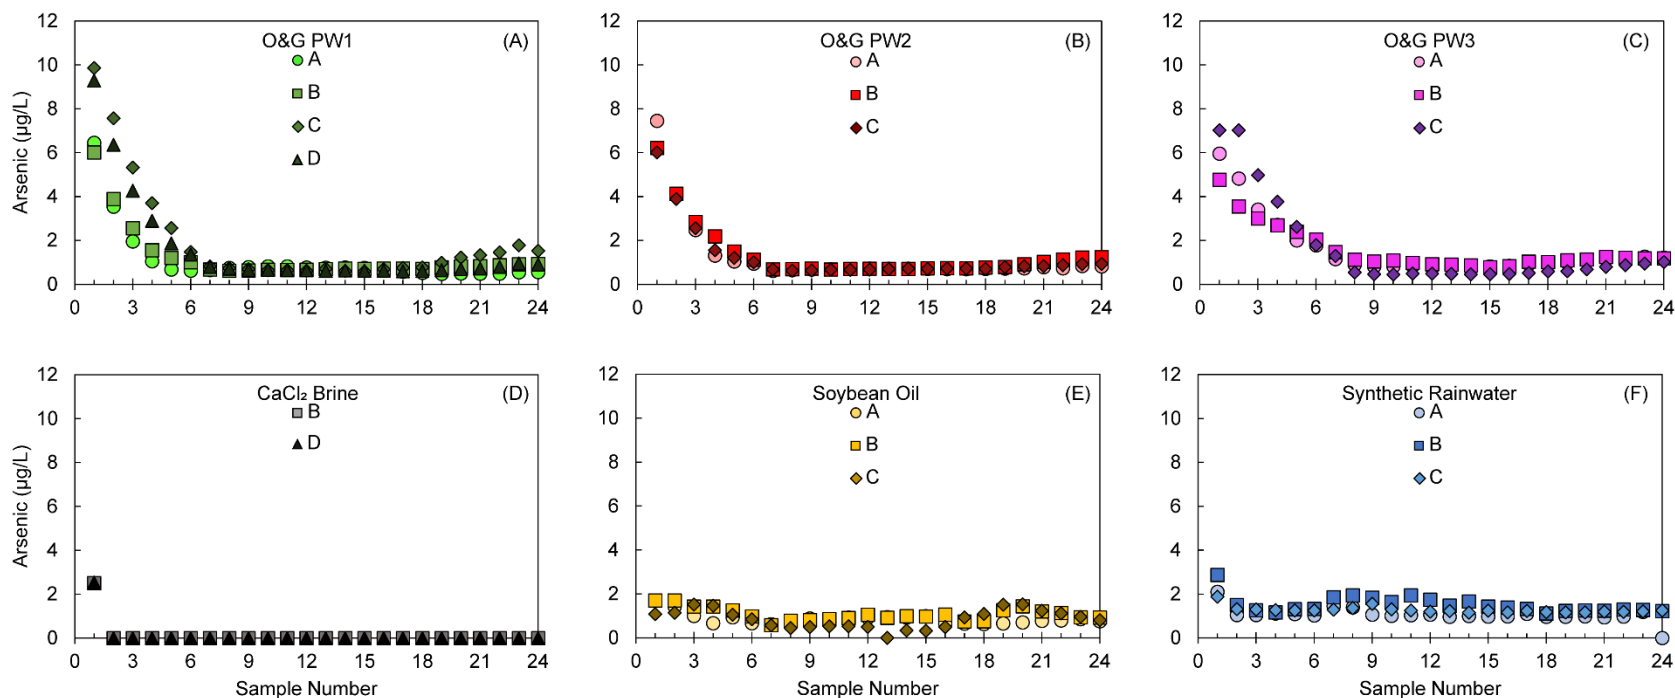 O&G PW1
(A)
A
B
C
D
Arsenic (µg/L)
12
10
8
6
4
2
0
0 3 6 9 12 15 18 21 24
O&G PW2
(B)
A
B
C
12
10
8
6
4
2
0
0 3 6 9 12 15 18 21 24
O&G PW3
(C)
A
B
C
12
10
8
6
4
2
0
0 3 6 9 12 15 18 21 24
CaCl₂ Brine
(D)
B
D
Arsenic (µg/L)
12
10
8
6
4
2
0
0 3 6 9 12 15 18 21 24
Sample Number
Soybean Oil
(E)
A
B
C
12
10
8
6
4
2
0
0 3 6 9 12 15 18 21 24
Sample Number
Synthetic Rainwater
(F)
A
B
C
12
10
8
6
4
2
0
0 3 6 9 12 15 18 21 24
Sample Number